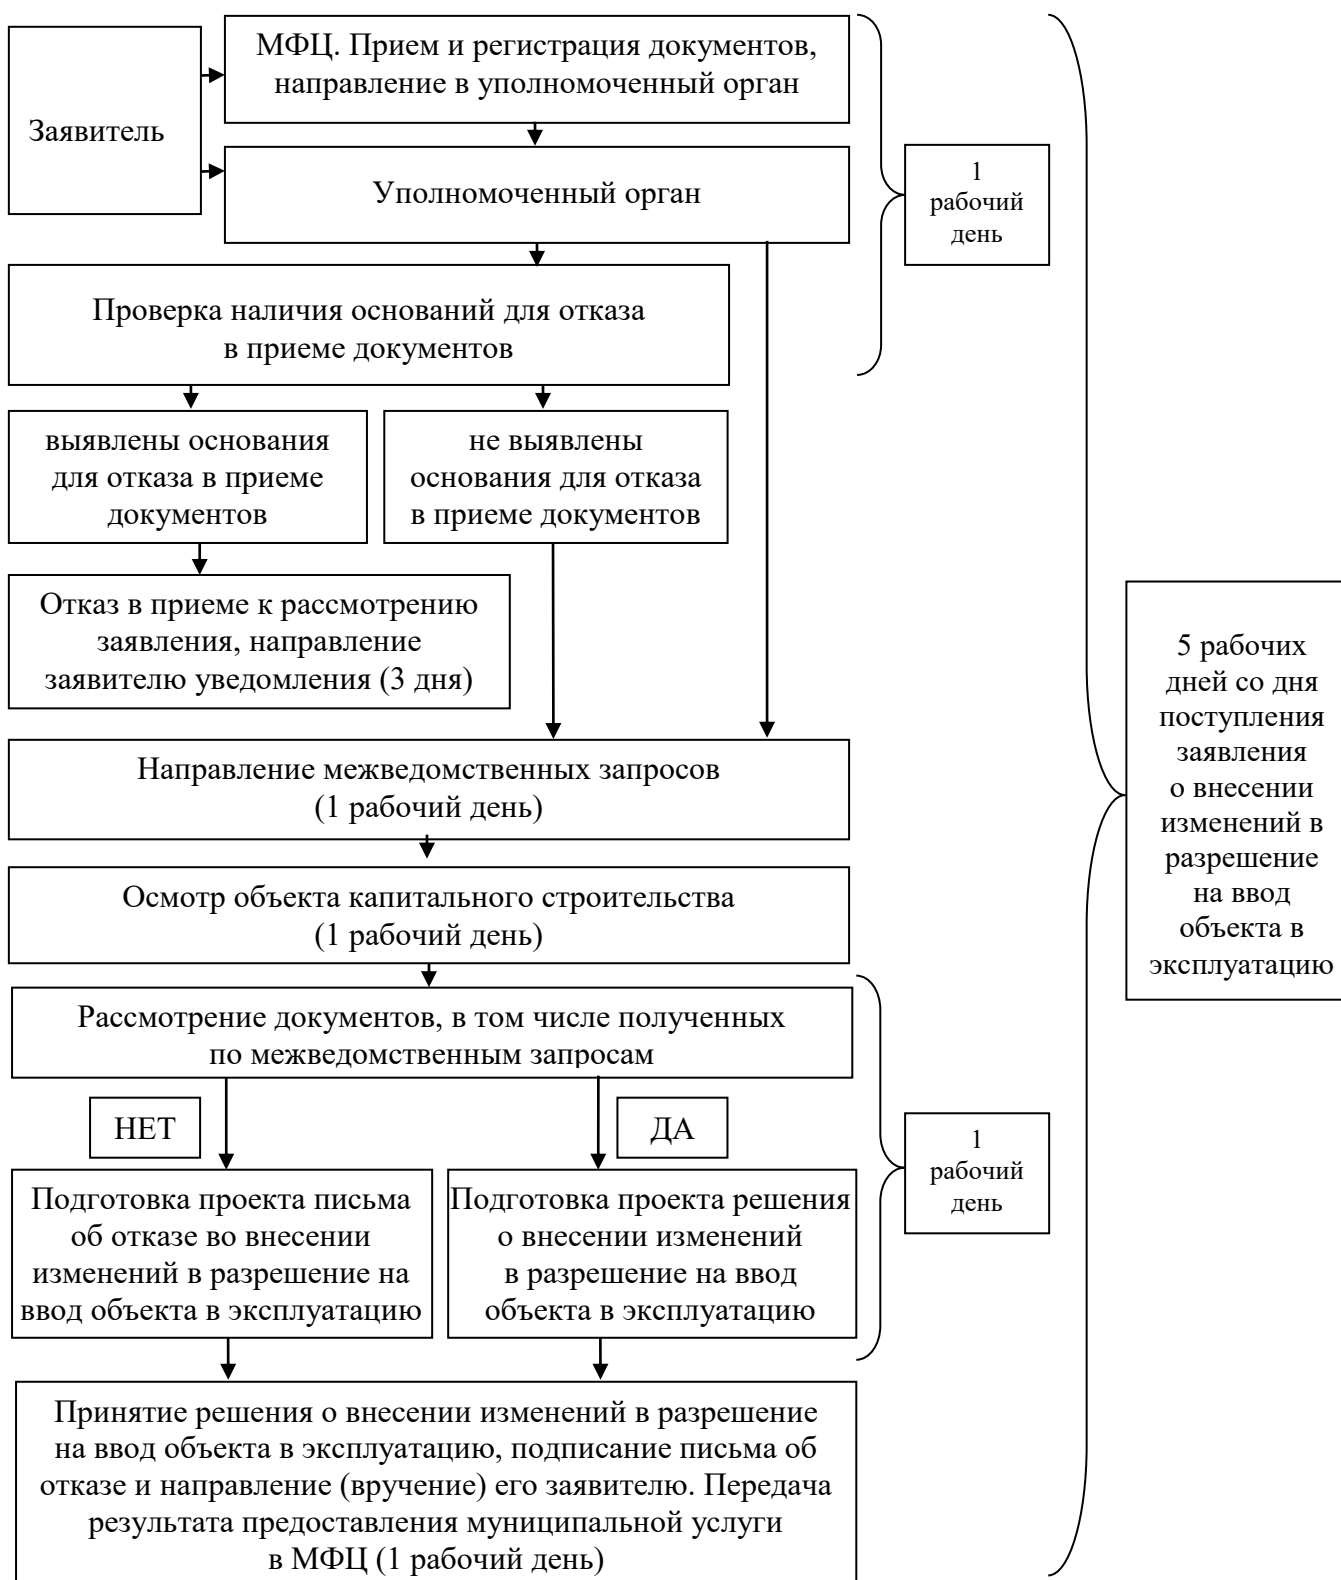 МФЦ. Прием и регистрация документов,
направление в уполномоченный орган
Заявитель
Уполномоченный орган
1
рабочий
день
Проверка наличия оснований для отказа
в приеме документов
выявлены основания
для отказа в приеме
документов
не выявлены
основания для отказа
в приеме документов
Отказ в приеме к рассмотрению
заявления, направление
заявителю уведомления (3 дня)
Направление межведомственных запросов
(1 рабочий день)
Осмотр объекта капитального строительства
(1 рабочий день)
5 рабочих
дней со дня
поступления
заявления
о внесении
изменений в
разрешение
на ввод
объекта в
эксплуатацию
Рассмотрение документов, в том числе полученных
по межведомственным запросам
НЕТ
ДА
1
рабочий
день
Подготовка проекта письма
об отказе во внесении
изменений в разрешение на
ввод объекта в эксплуатацию
Подготовка проекта решения
о внесении изменений
в разрешение на ввод
объекта в эксплуатацию
Принятие решения о внесении изменений в разрешение
на ввод объекта в эксплуатацию, подписание письма об
отказе и направление (вручение) его заявителю. Передача
результата предоставления муниципальной услуги
в МФЦ (1 рабочий день)